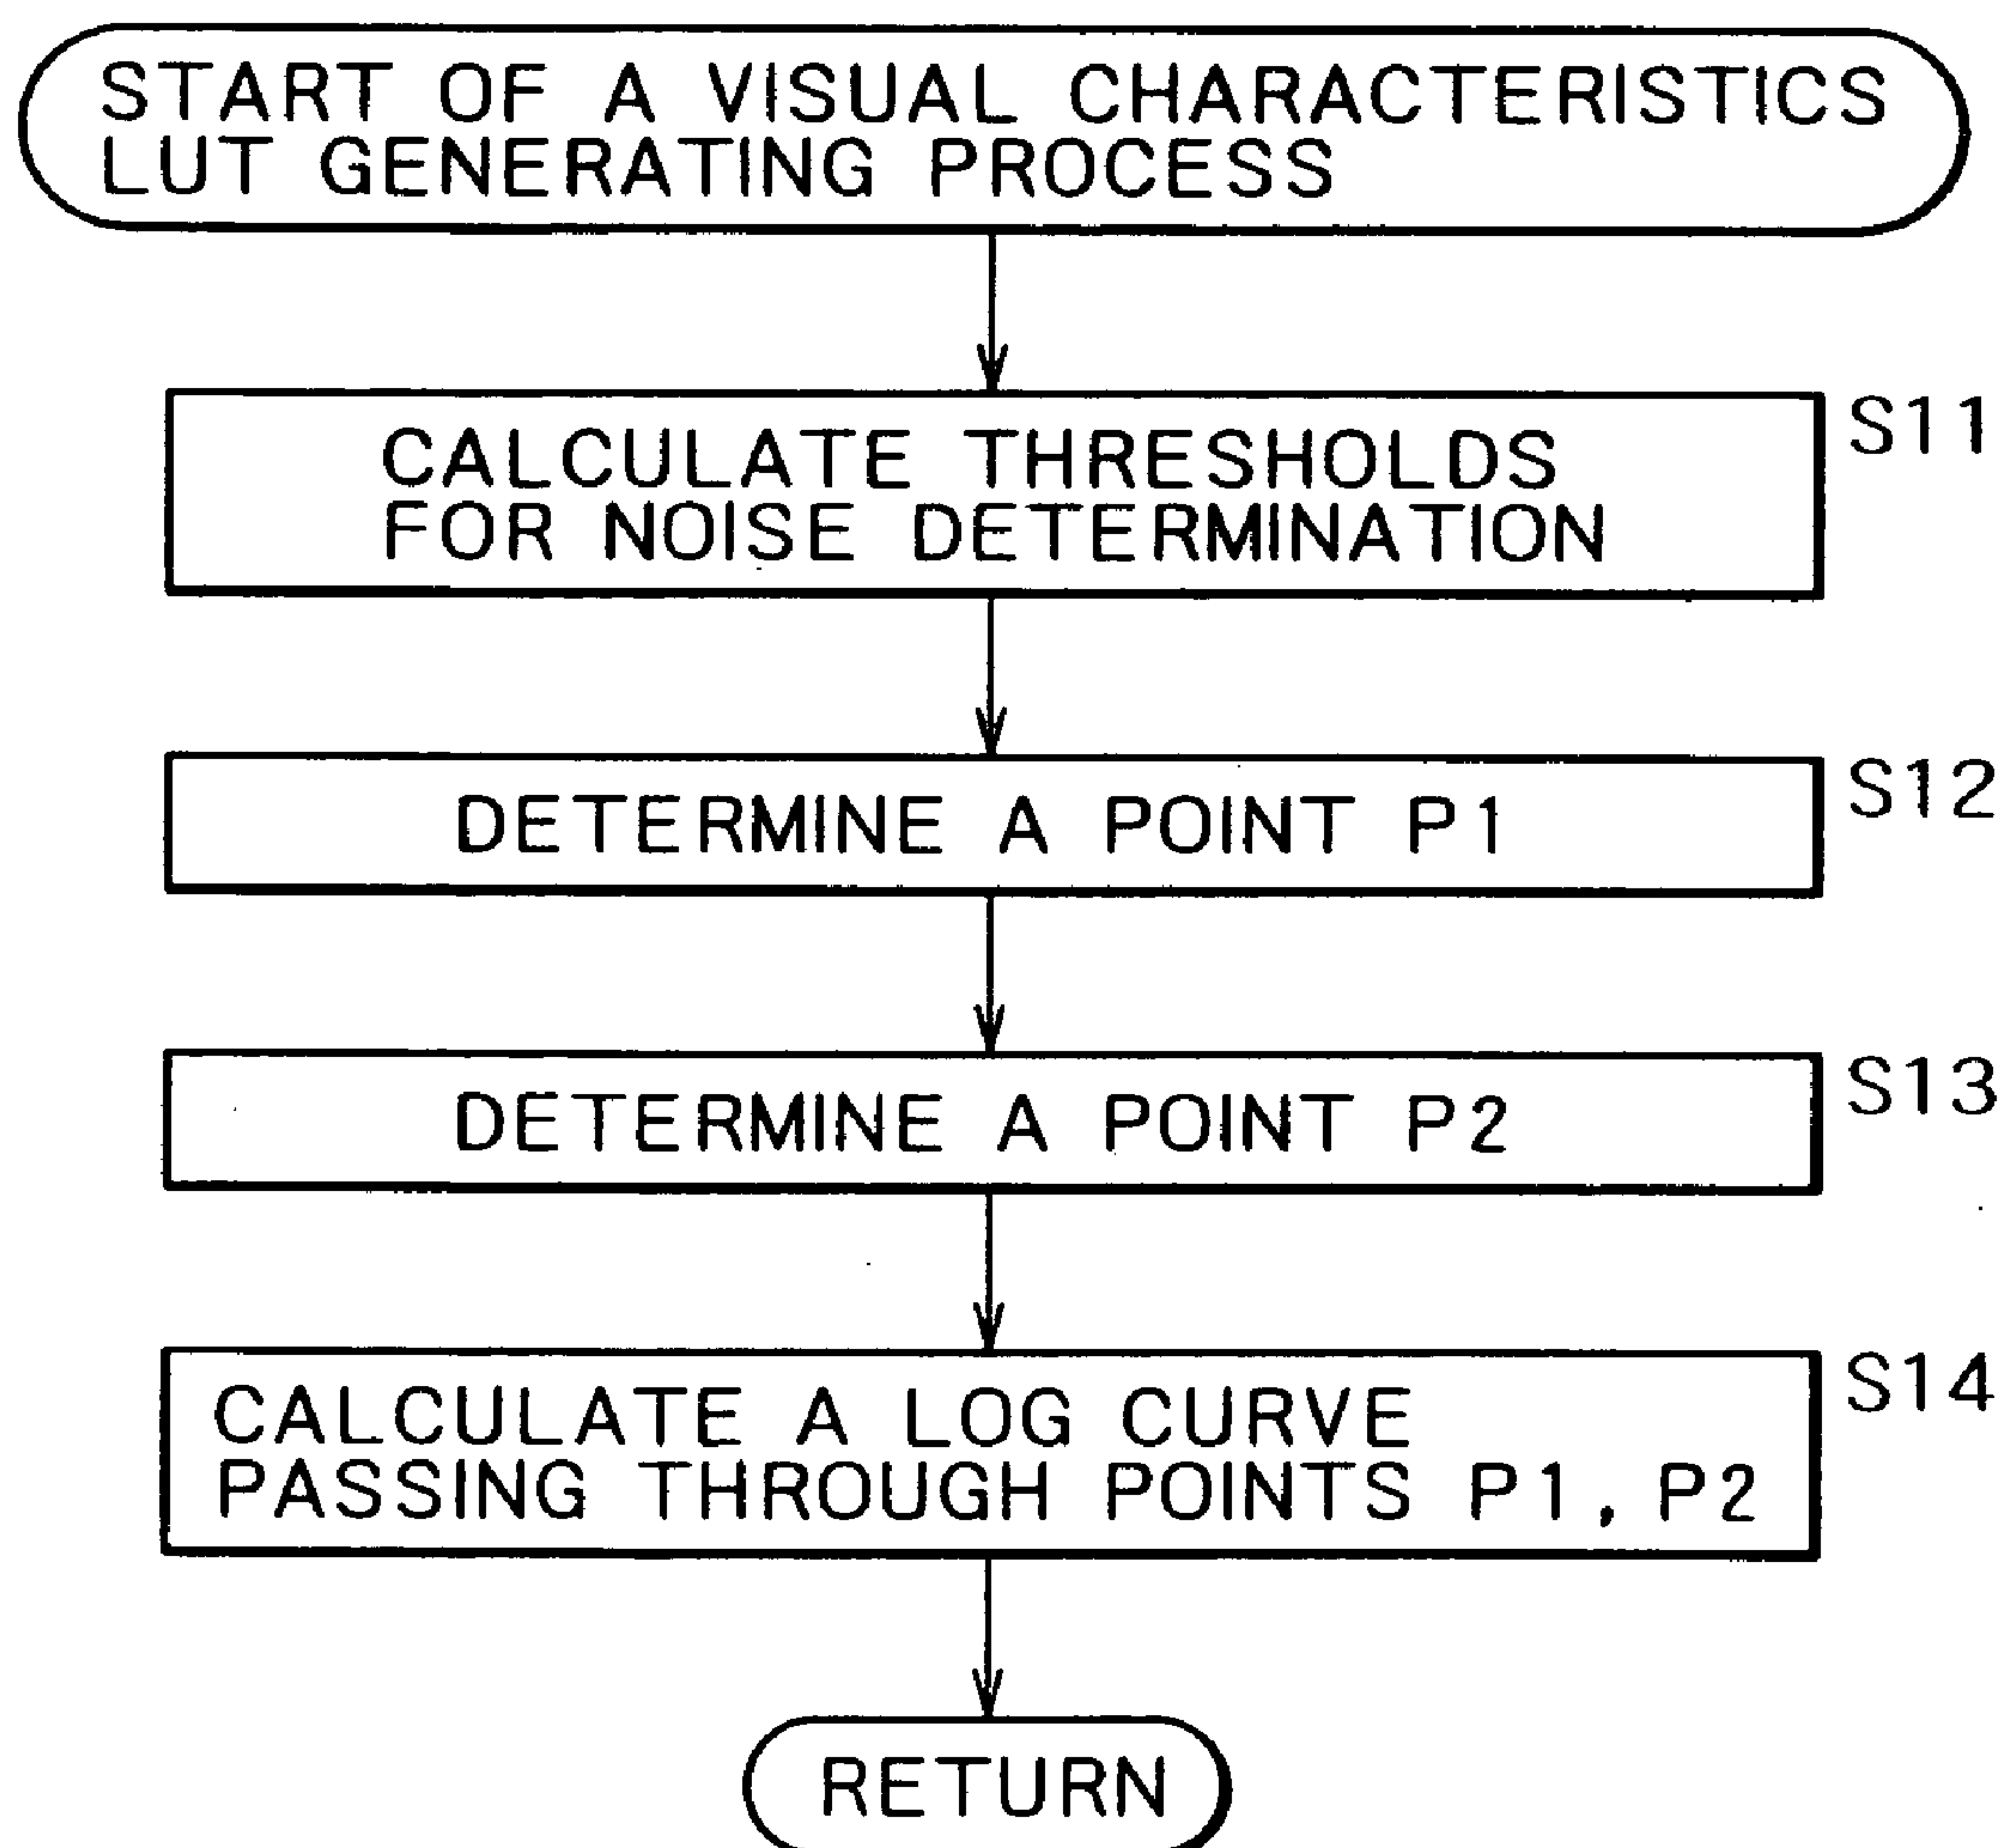 START OF A VISUAL CHARACTERISTICS
LUT GENERATING PROCESS
S11
CALCULATE THRESHOLDS
FOR NOISE DETERMINATION
S12
DETERMINE A POINT P1
S13
DETERMINE A POINT P2
S14
CALCULATE A LOG CURVE
PASSING THROUGH POINTS P1, P2
RETURN